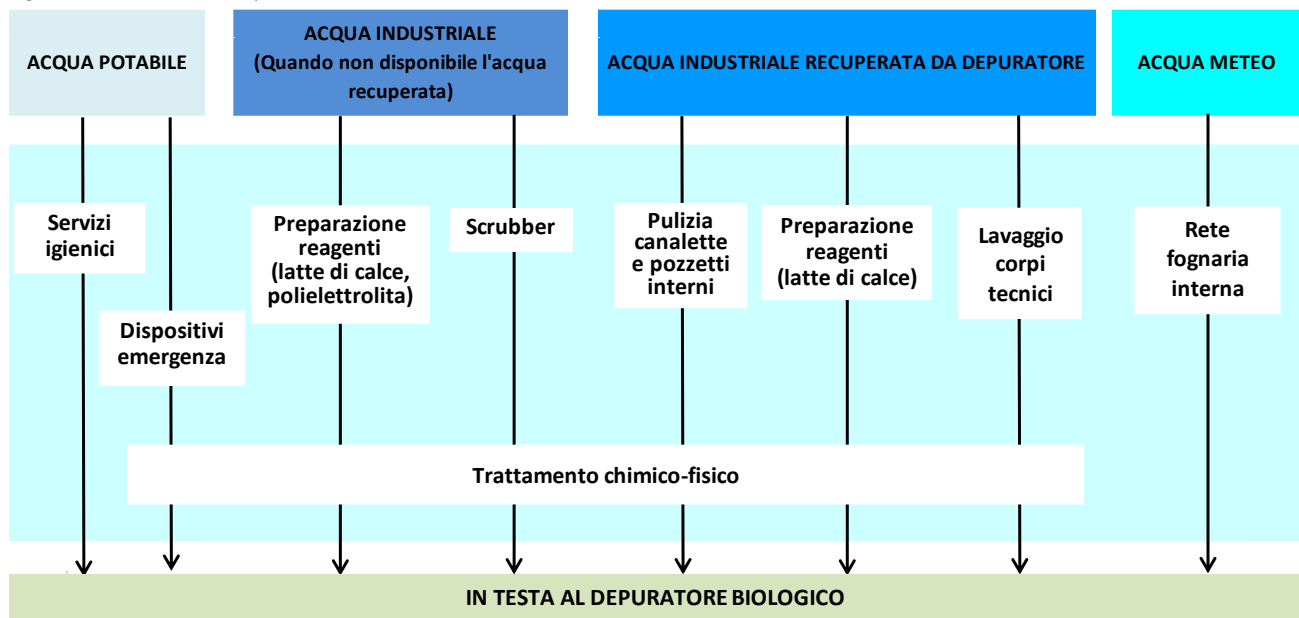 ACQUA POTABILE
ACQUA INDUSTRIALE
(Quando non disponibile l'acqua
recuperata)
ACQUA INDUSTRIALE RECUPERATA DA DEPURATORE
ACQUA METEO
Servizi
igienici
Dispositivi
emergenza
Preparazione
reagenti
(latte di calce,
polielettrolita)
Scrubber
Pulizia
canalette
e pozzetti
interni
Preparazione
reagenti
(latte di calce)
Lavaggio
corpi
tecnici
Rete
fognaria
interna
Trattamento chimico-fisico
IN TESTA AL DEPURATORE BIOLOGICO